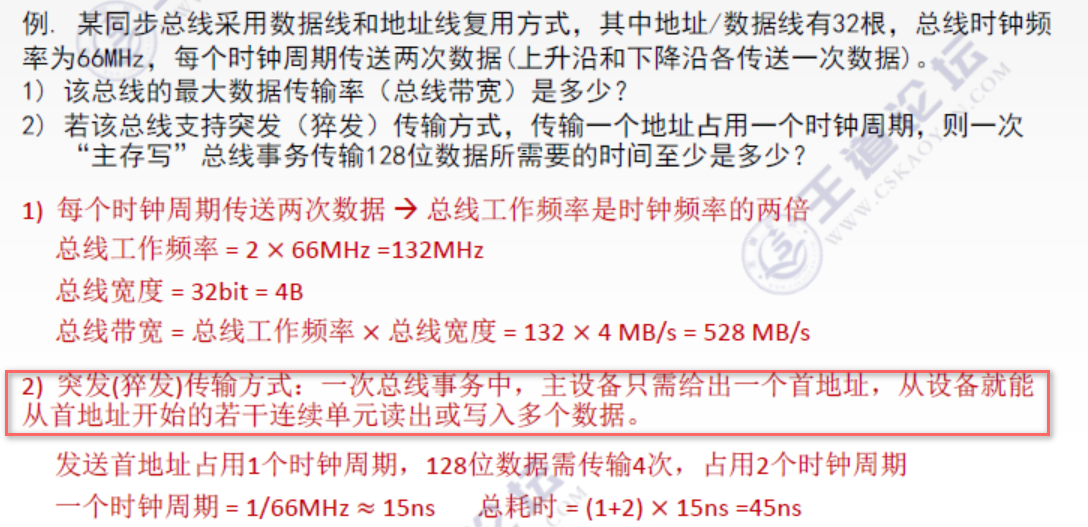 例. 某同步总线采用数据线和地址线复用方式，其中地址/数据线有32根，总线时钟频
率为66MHz，每个时钟周期传送两次数据(上升沿和下降沿各传送一次数据)。
1) 该总线的最大数据传输率（总线带宽）是多少？
2) 若该总线支持突发（猝发）传输方式，传输一个地址占用一个时钟周期，则一次
“主存写”总线事务传输128位数据所需要的时间至少是多少？
王道论坛
WWW.CSKAOYAN.COM
1) 每个时钟周期传送两次数据 → 总线工作频率是时钟频率的两倍
总线工作频率 = 2 × 66MHz =132MHz
总线宽度 = 32bit = 4B
总线带宽 = 总线工作频率 × 总线宽度 = 132 × 4 MB/s = 528 MB/s
2) 突发(猝发)传输方式：一次总线事务中，主设备只需给出一个首地址，从设备就能
从首地址开始的若干连续单元读出或写入多个数据。
发送首地址占用1个时钟周期，128位数据需传输4次，占用2个时钟周期
一个时钟周期 = 1/66MHz ≈ 15ns 总耗时 = (1+2) × 15ns =45ns